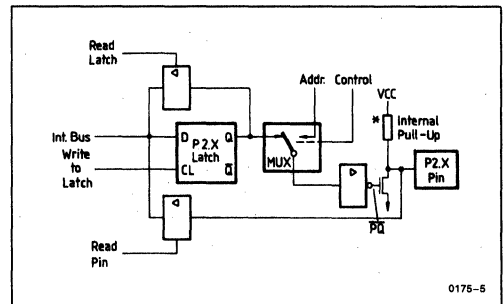 Read
Latch
Addr. Control
VCC
* Internal
Pull-Up
Int. Bus
D
Q
P2.X
Latch
MUX
P2.X
Pin
Write
to
Latch
CL
Q̅
P̅Q̅
Read
Pin
0175-5